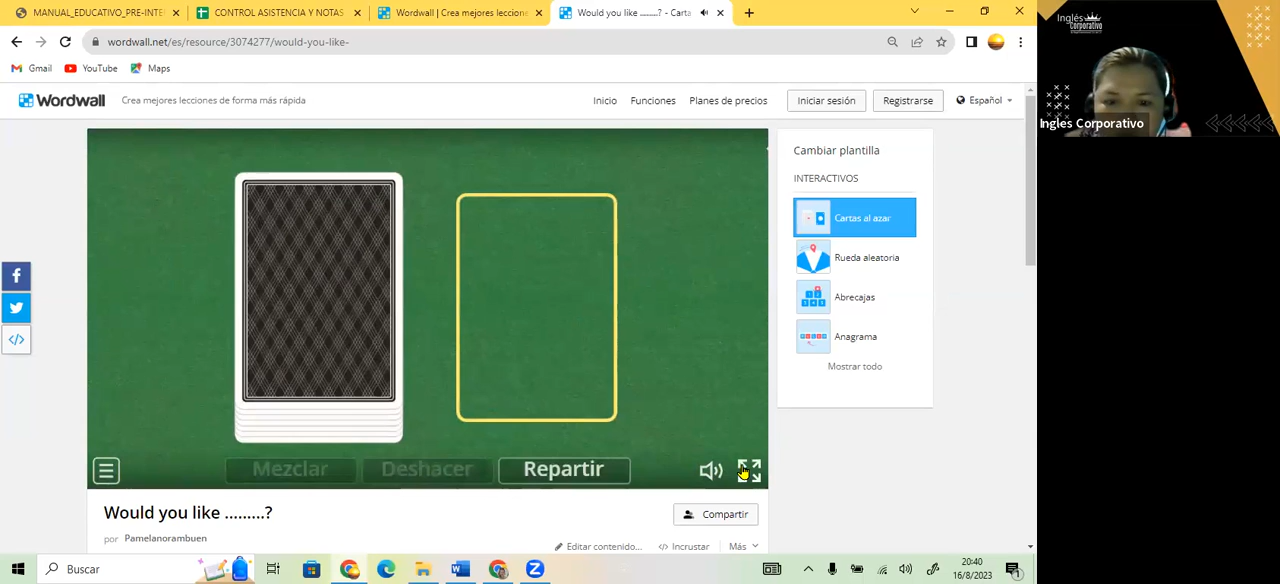 MANUAL_EDUCATIVO_PRE-INTE
CONTROL ASISTENCIA Y NOTAS
Wordwall | Crea mejores leccione
Would you like .........? - Carta
wordwall.net/es/resource/3074277/would-you-like-
Gmail
YouTube
Maps
Inglés
Corporativo
Ingles Corporativo
Wordwall
Crea mejores lecciones de forma más rápida
Inicio
Funciones
Planes de precios
Iniciar sesión
Registrarse
Español
Cambiar plantilla
INTERACTIVOS
Cartas al azar
Rueda aleatoria
Abrecajas
Anagrama
Mostrar todo
Mezclar
Deshacer
Repartir
Would you like .........?
Compartir
por Pamelanorambuen
Editar contenido...
Incrustar
Más
Buscar
20:40
16/8/2023